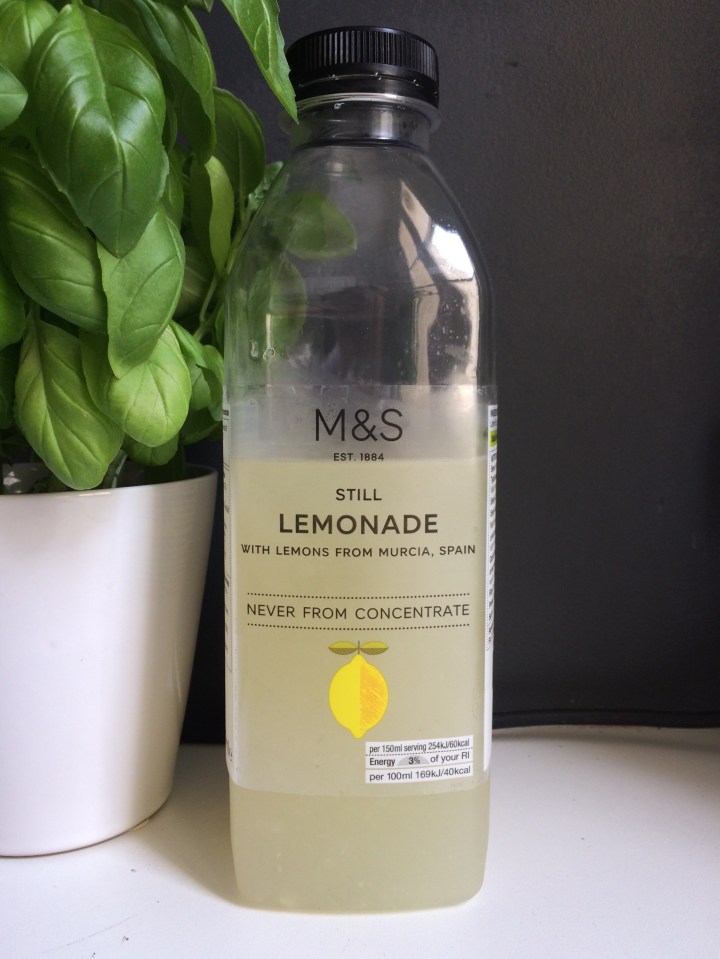 M&S
EST. 1884
STILL
LEMONADE
WITH LEMONS FROM MURCIA, SPAIN
NEVER FROM CONCENTRATE
per 150ml serving 254kJ/60kcal
Energy 3% of your RI
per 100ml 169kJ/40kcal